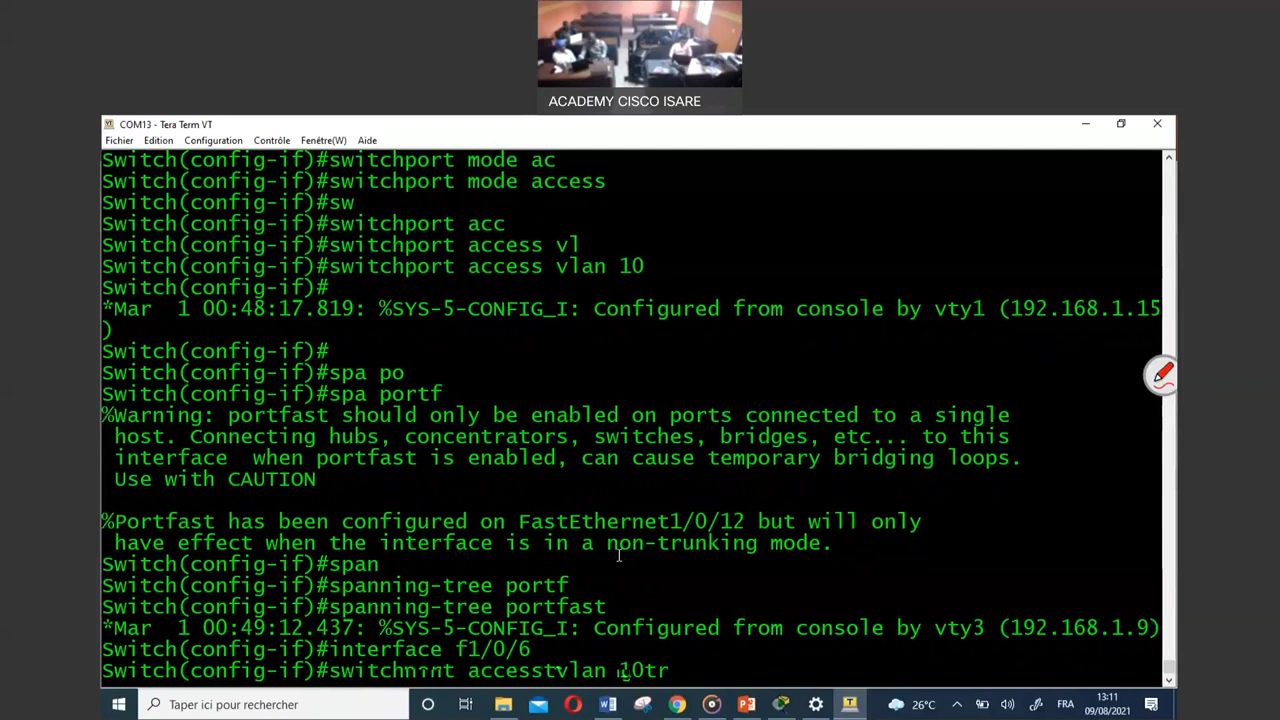 ACADEMY CISCO ISARE
COM13 - Tera Term VT
Fichier Edition Configuration Contrôle Fenêtre(W) Aide
Switch(config-if)#switchport mode ac
Switch(config-if)#switchport mode access
Switch(config-if)#sw
Switch(config-if)#switchport acc
Switch(config-if)#switchport access vl
Switch(config-if)#switchport access vlan 10
Switch(config-if)#
*Mar  1 00:48:17.819: %SYS-5-CONFIG_I: Configured from console by vty1 (192.168.1.15
)
Switch(config-if)#
Switch(config-if)#spa po
Switch(config-if)#spa portf
%Warning: portfast should only be enabled on ports connected to a single
host. Connecting hubs, concentrators, switches, bridges, etc... to this
interface  when portfast is enabled, can cause temporary bridging loops.
Use with CAUTION
%Portfast has been configured on FastEthernet1/0/12 but will only
have effect when the interface is in a non-trunking mode.
Switch(config-if)#span
Switch(config-if)#spanning-tree portf
Switch(config-if)#spanning-tree portfast
*Mar  1 00:49:12.437: %SYS-5-CONFIG_I: Configured from console by vty3 (192.168.1.9)
Switch(config-if)#interface f1/0/6
Switch(config-if)#
Taper ici pour rechercher
26°C
FRA
13:11
09/08/2021